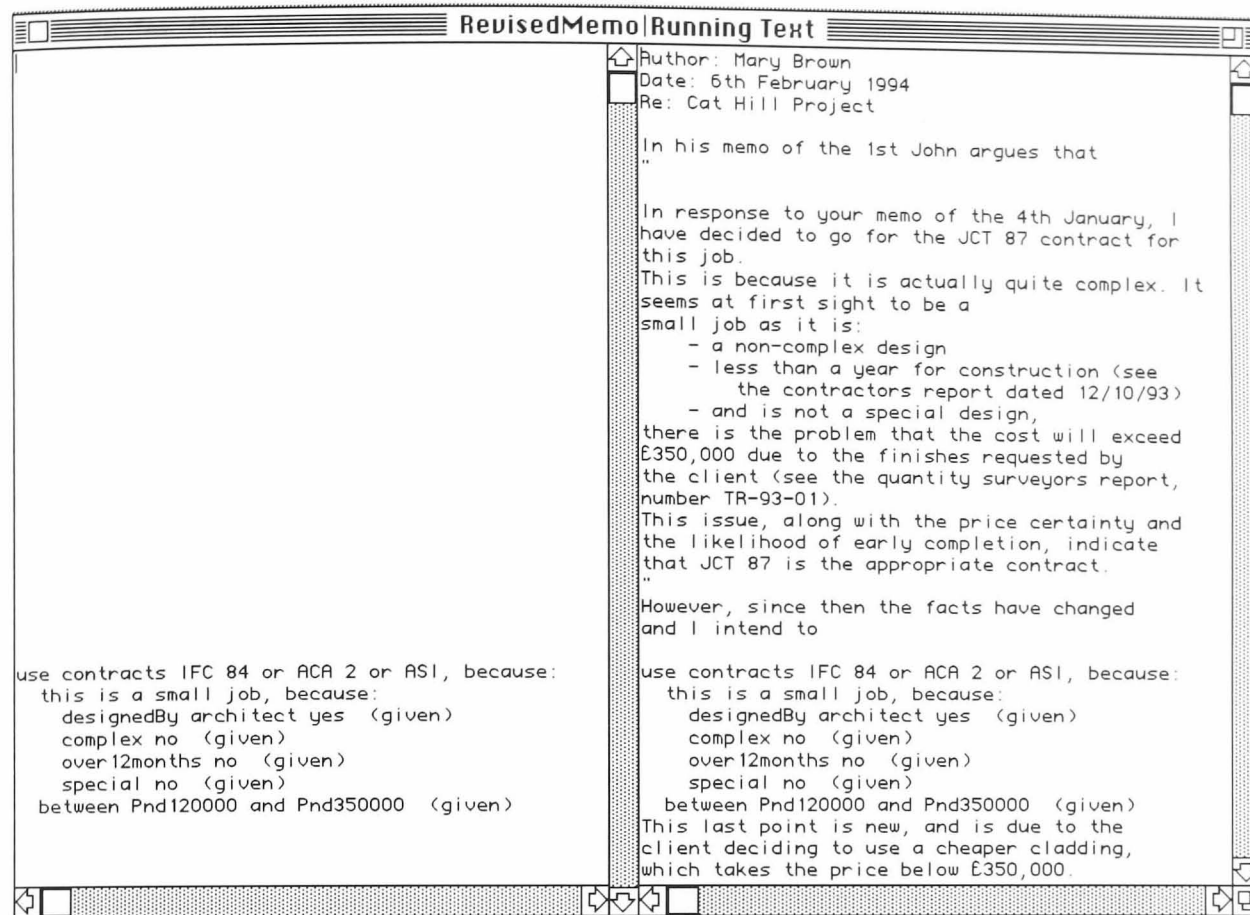 RevisedMemo|Running Text
use contracts IFC 84 or ACA 2 or ASI, because:
this is a small job, because:
designedBy architect yes (given)
complex no (given)
over12months no (given)
special no (given)
between Pnd120000 and Pnd350000 (given)
Author: Mary Brown
Date: 6th February 1994
Re: Cat Hill Project
In his memo of the 1st John argues that
"
In response to your memo of the 4th January, I
have decided to go for the JCT 87 contract for
this job.
This is because it is actually quite complex. It
seems at first sight to be a
small job as it is:
- a non-complex design
- less than a year for construction (see
the contractors report dated 12/10/93)
- and is not a special design,
there is the problem that the cost will exceed
£350,000 due to the finishes requested by
the client (see the quantity surveyors report,
number TR-93-01).
This issue, along with the price certainty and
the likelihood of early completion, indicate
that JCT 87 is the appropriate contract.
"
However, since then the facts have changed
and I intend to
use contracts IFC 84 or ACA 2 or ASI, because:
this is a small job, because:
designedBy architect yes (given)
complex no (given)
over12months no (given)
special no (given)
between Pnd120000 and Pnd350000 (given)
This last point is new, and is due to the
client deciding to use a cheaper cladding,
which takes the price below £350,000.